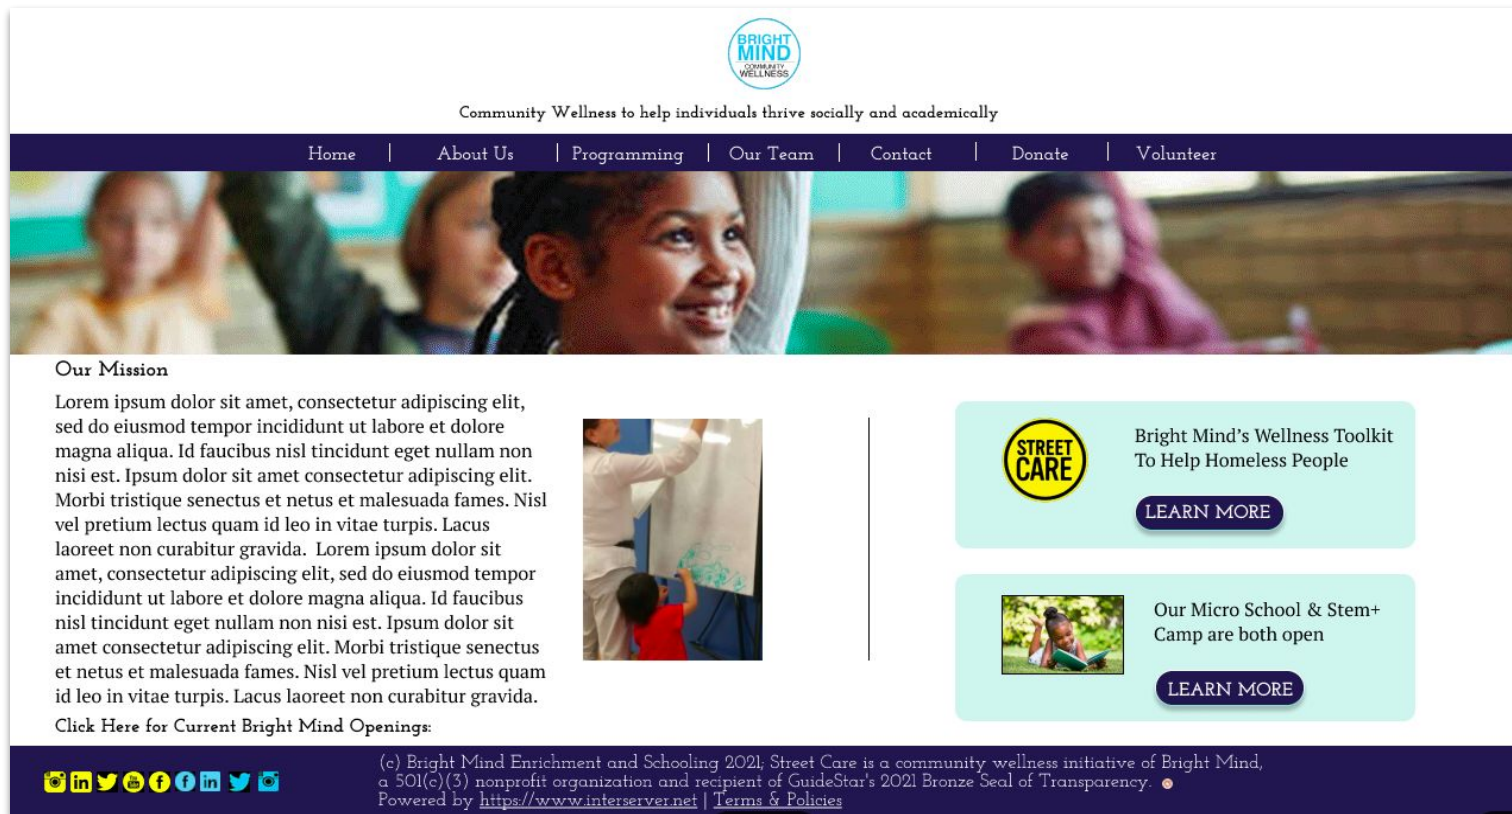 BRIGHT
MIND
COMMUNITY
WELLNESS
Community Wellness to help individuals thrive socially and academically
Home | About Us | Programming | Our Team | Contact | Donate | Volunteer
Our Mission
Lorem ipsum dolor sit amet, consectetur adipiscing elit,
sed do eiusmod tempor incididunt ut labore et dolore
magna aliqua. Id faucibus nisl tincidunt eget nullam non
nisi est. Ipsum dolor sit amet consectetur adipiscing elit.
Morbi tristique senectus et netus et malesuada fames. Nisl
vel pretium lectus quam id leo in vitae turpis. Lacus
laoreet non curabitur gravida.  Lorem ipsum dolor sit
amet, consectetur adipiscing elit, sed do eiusmod tempor
incididunt ut labore et dolore magna aliqua. Id faucibus
nisl tincidunt eget nullam non nisi est. Ipsum dolor sit
amet consectetur adipiscing elit. Morbi tristique senectus
et netus et malesuada fames. Nisl vel pretium lectus quam
id leo in vitae turpis. Lacus laoreet non curabitur gravida.
Click Here for Current Bright Mind Openings:
STREET
CARE
Bright Mind’s Wellness Toolkit
To Help Homeless People
LEARN MORE
Our Micro School & Stem+
Camp are both open
LEARN MORE
(c) Bright Mind Enrichment and Schooling 2021; Street Care is a community wellness initiative of Bright Mind,
a 501(c)(3) nonprofit organization and recipient of GuideStar's 2021 Bronze Seal of Transparency.
Powered by https://www.interserver.net | Terms & Policies